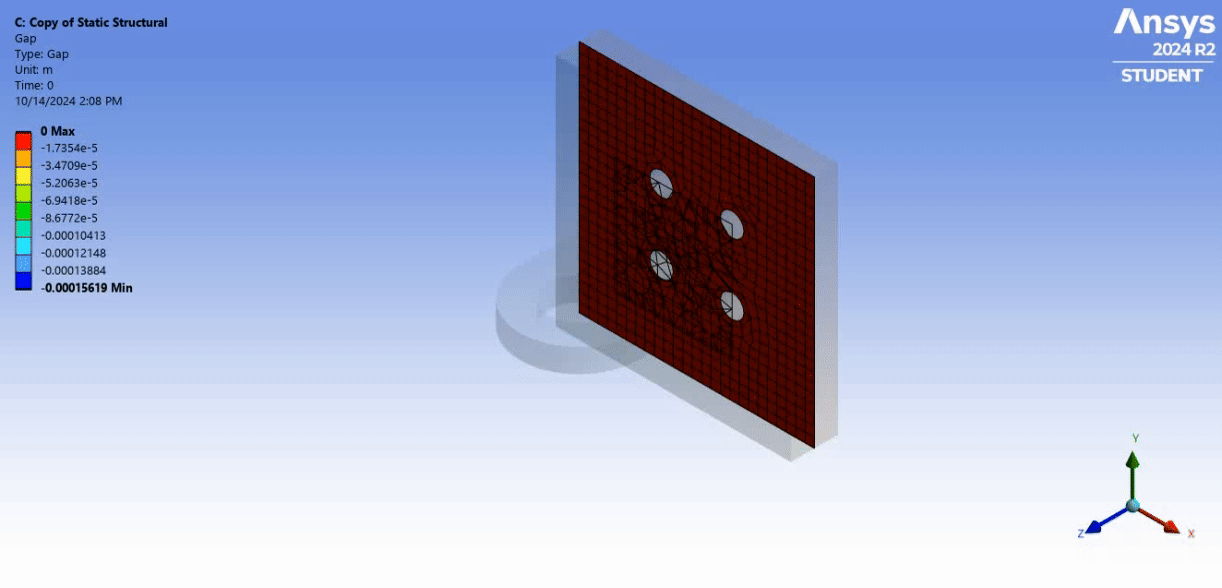 C: Copy of Static Structural
Gap
Type: Gap
Unit: m
Time: 0
10/14/2024 2:08 PM
0 Max
-1.7354e-5
-3.4709e-5
-5.2063e-5
-6.9418e-5
-8.6772e-5
-0.00010413
-0.00012148
-0.00013884
-0.00015619 Min
Ansys
2024 R2
STUDENT
Y
Z
X